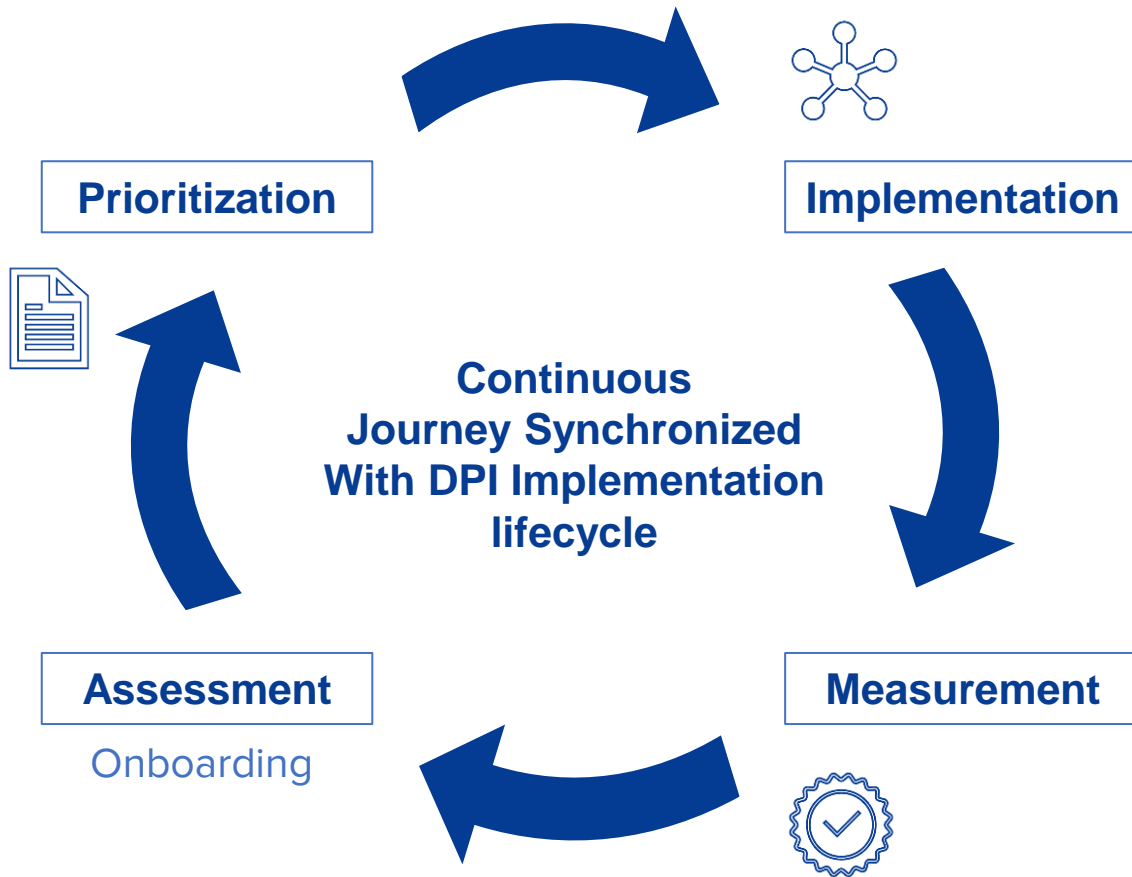 Prioritization
Implementation
Continuous
Journey Synchronized
With DPI Implementation
lifecycle
Assessment
Measurement
Onboarding